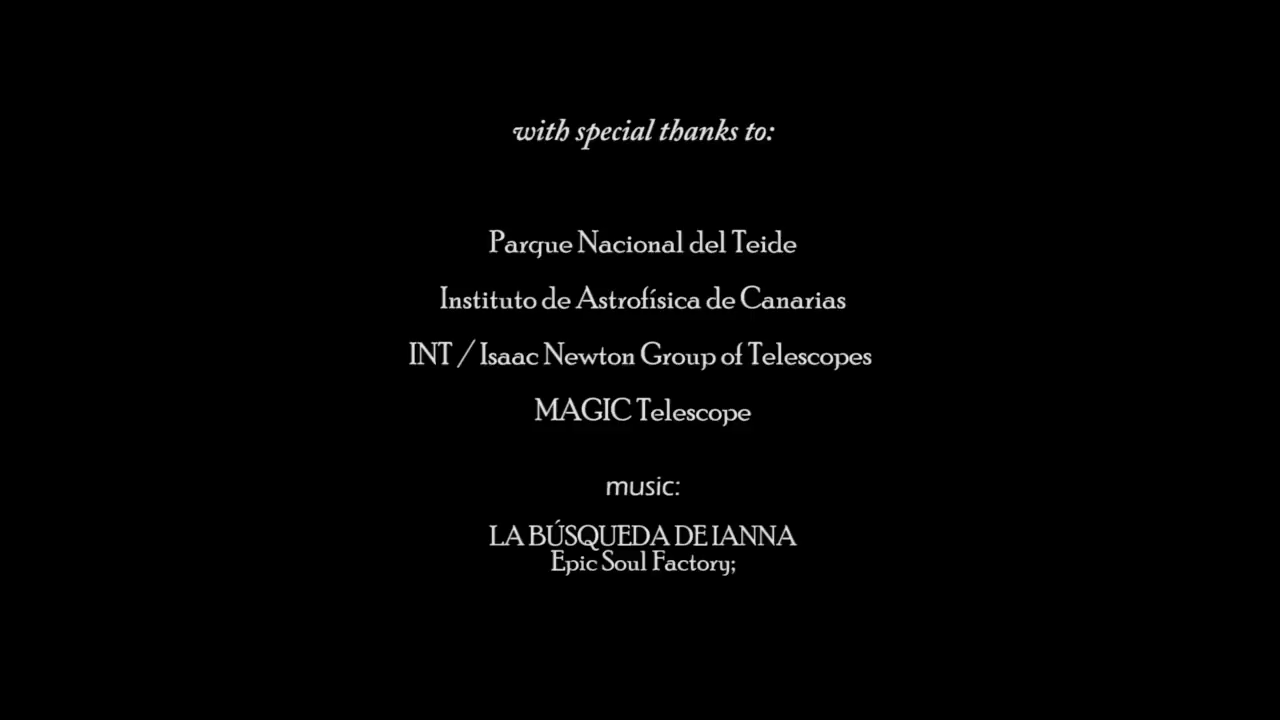 with special thanks to:
Parque Nacional del Teide
Instituto de Astrofísica de Canarias
INT / Isaac Newton Group of Telescopes
MAGIC Telescope
music:
LA BÚSQUEDA DE IANNA
Epic Soul Factory;